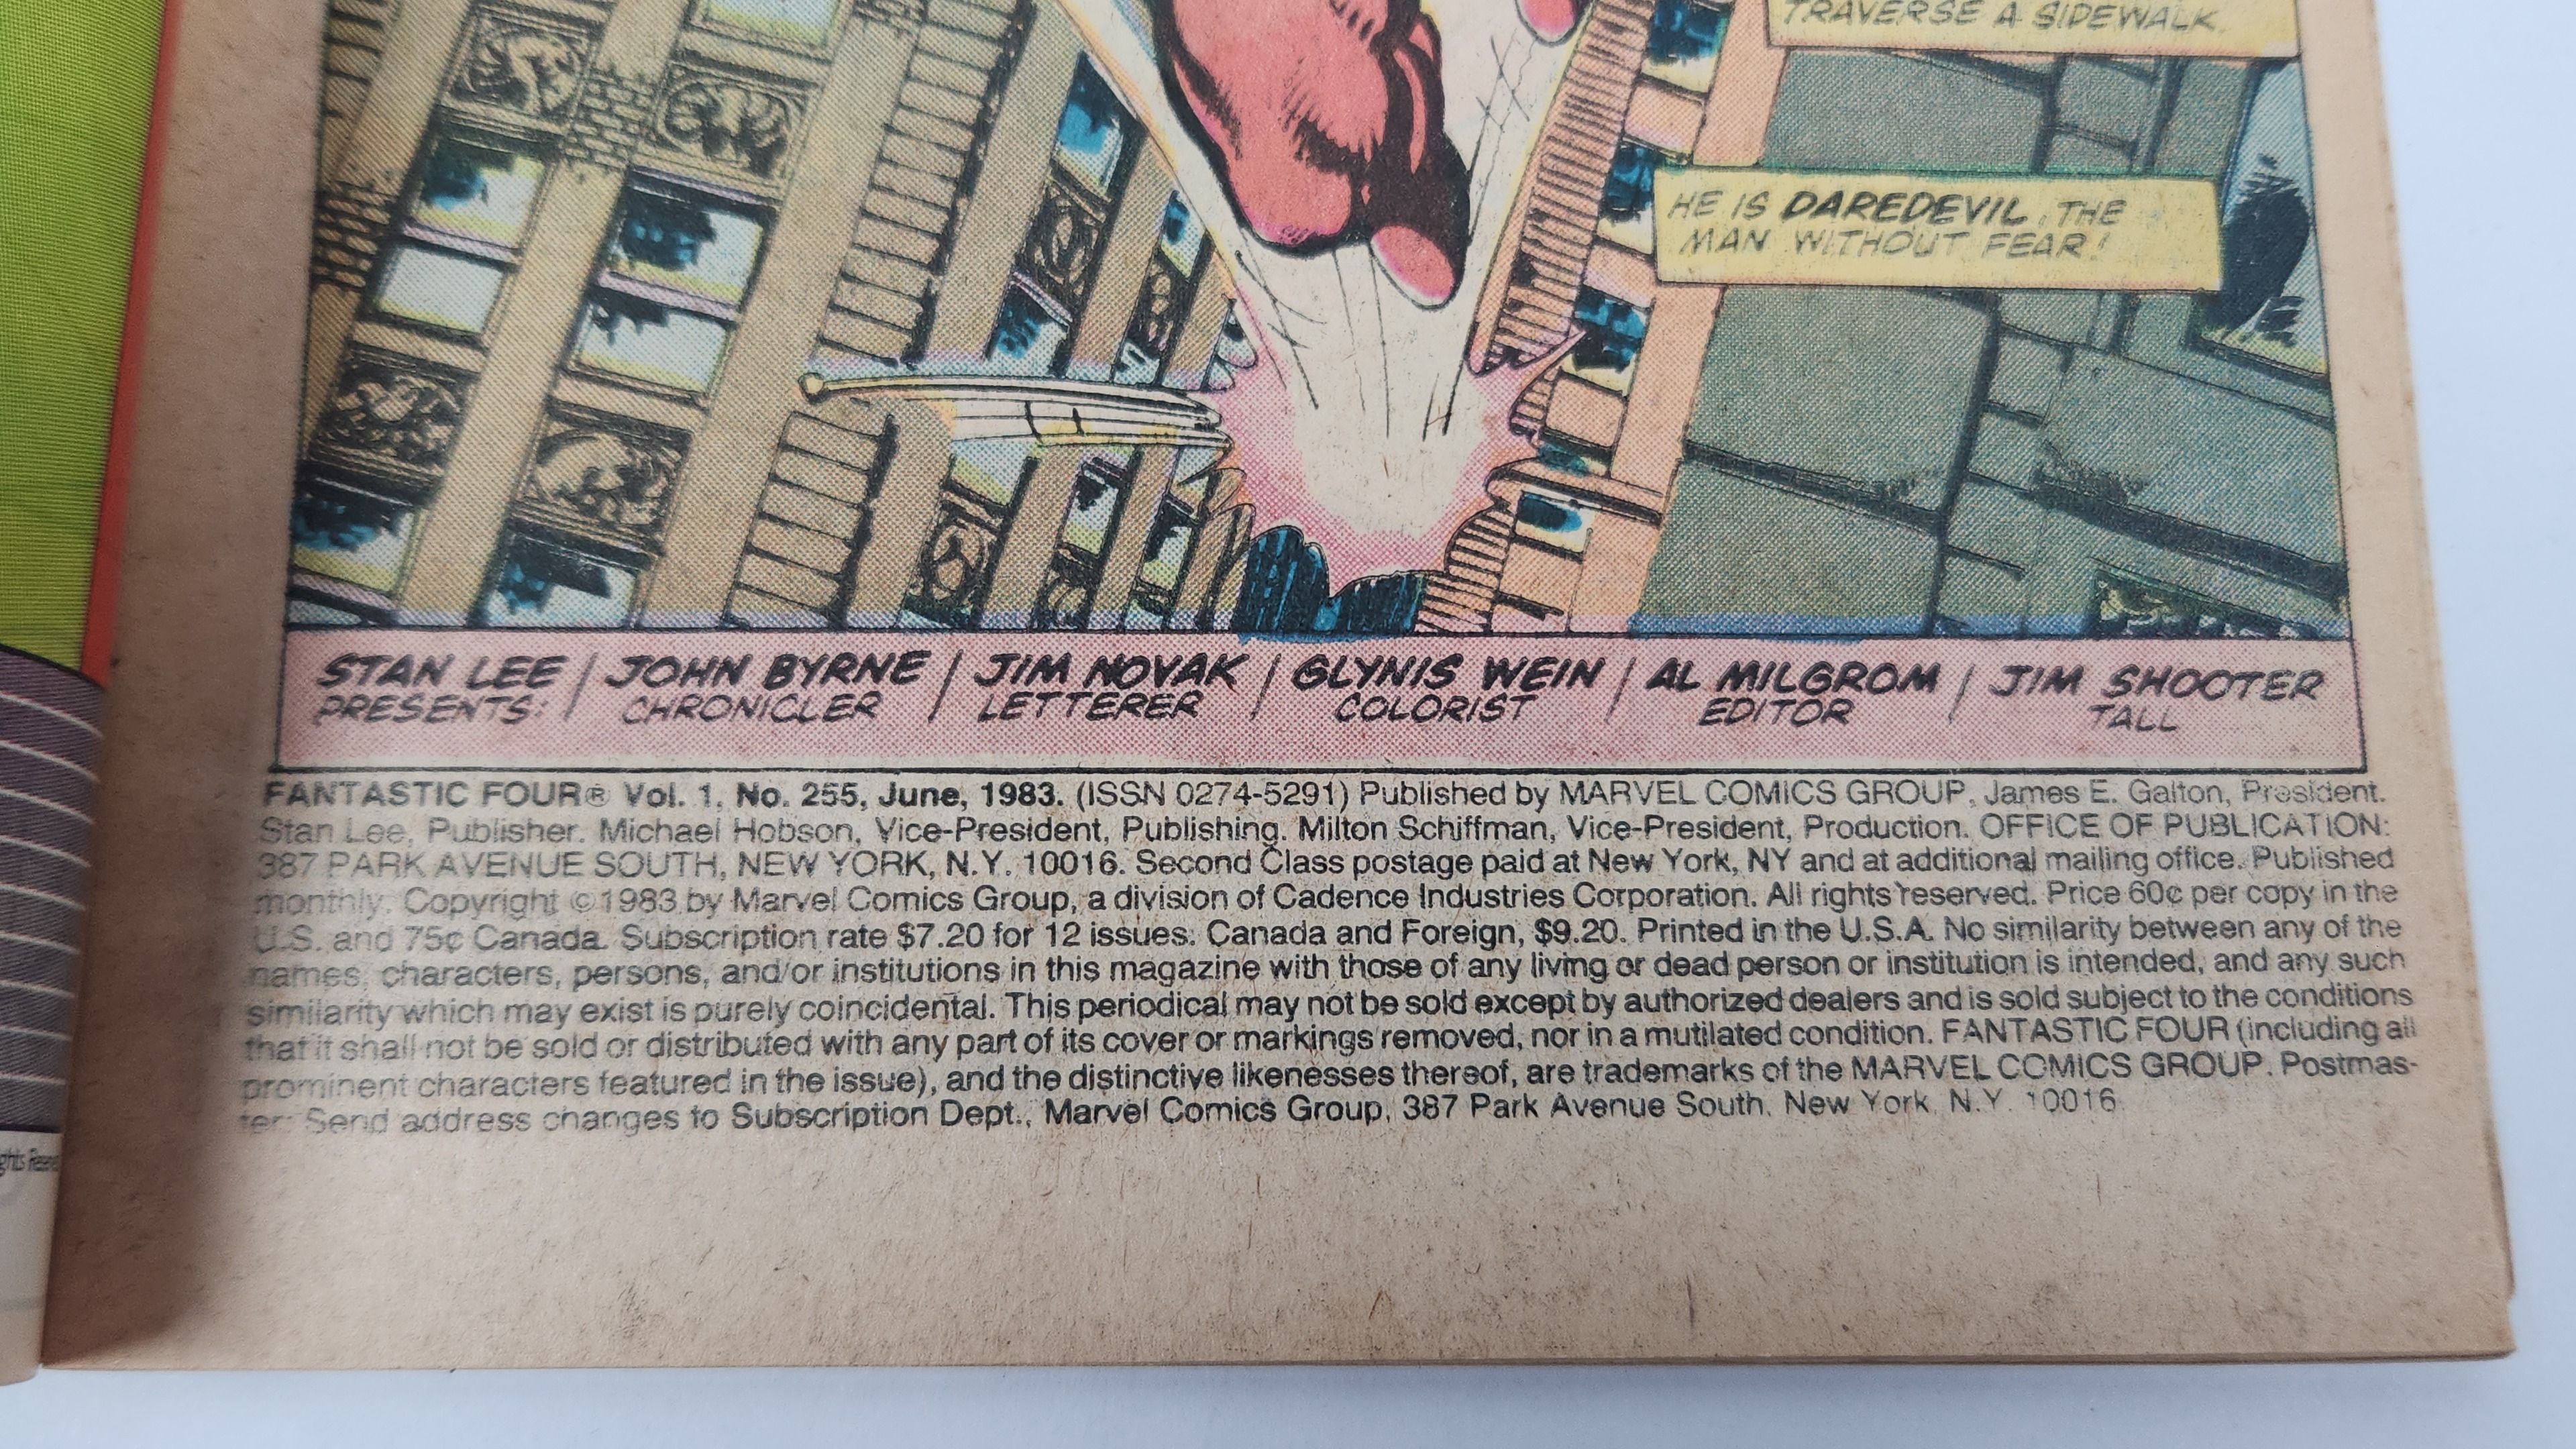 TRAVERSE A SIDEWALK.
HE IS DAREDEVIL, THE
MAN WITHOUT FEAR!
STAN LEE PRESENTS:
JOHN BYRNE CHRONICLER
JIM NOVAK LETTERER
GLYNIS WEIN COLORIST
AL MILGROM EDITOR
JIM SHOOTER TALL
FANTASTIC FOUR® Vol. 1, No. 255, June, 1983. (ISSN 0274-5291) Published by MARVEL COMICS GROUP, James E. Galton, President.
Stan Lee, Publisher. Michael Hobson, Vice-President, Publishing. Milton Schiffman, Vice-President, Production. OFFICE OF PUBLICATION:
387 PARK AVENUE SOUTH, NEW YORK, N.Y. 10016. Second Class postage paid at New York, NY and at additional mailing office. Published
monthly. Copyright ©1983 by Marvel Comics Group, a division of Cadence Industries Corporation. All rights reserved. Price 60¢ per copy in the
U.S. and 75¢ Canada. Subscription rate $7.20 for 12 issues. Canada and Foreign, $9.20. Printed in the U.S.A. No similarity between any of the
names, characters, persons, and/or institutions in this magazine with those of any living or dead person or institution is intended, and any such
similarity which may exist is purely coincidental. This periodical may not be sold except by authorized dealers and is sold subject to the conditions
that it shall not be sold or distributed with any part of its cover or markings removed, nor in a mutilated condition. FANTASTIC FOUR (including all
prominent characters featured in the issue), and the distinctive likenesses thereof, are trademarks of the MARVEL COMICS GROUP. Postmas-
ter: Send address changes to Subscription Dept., Marvel Comics Group, 387 Park Avenue South, New York, N.Y. 10016